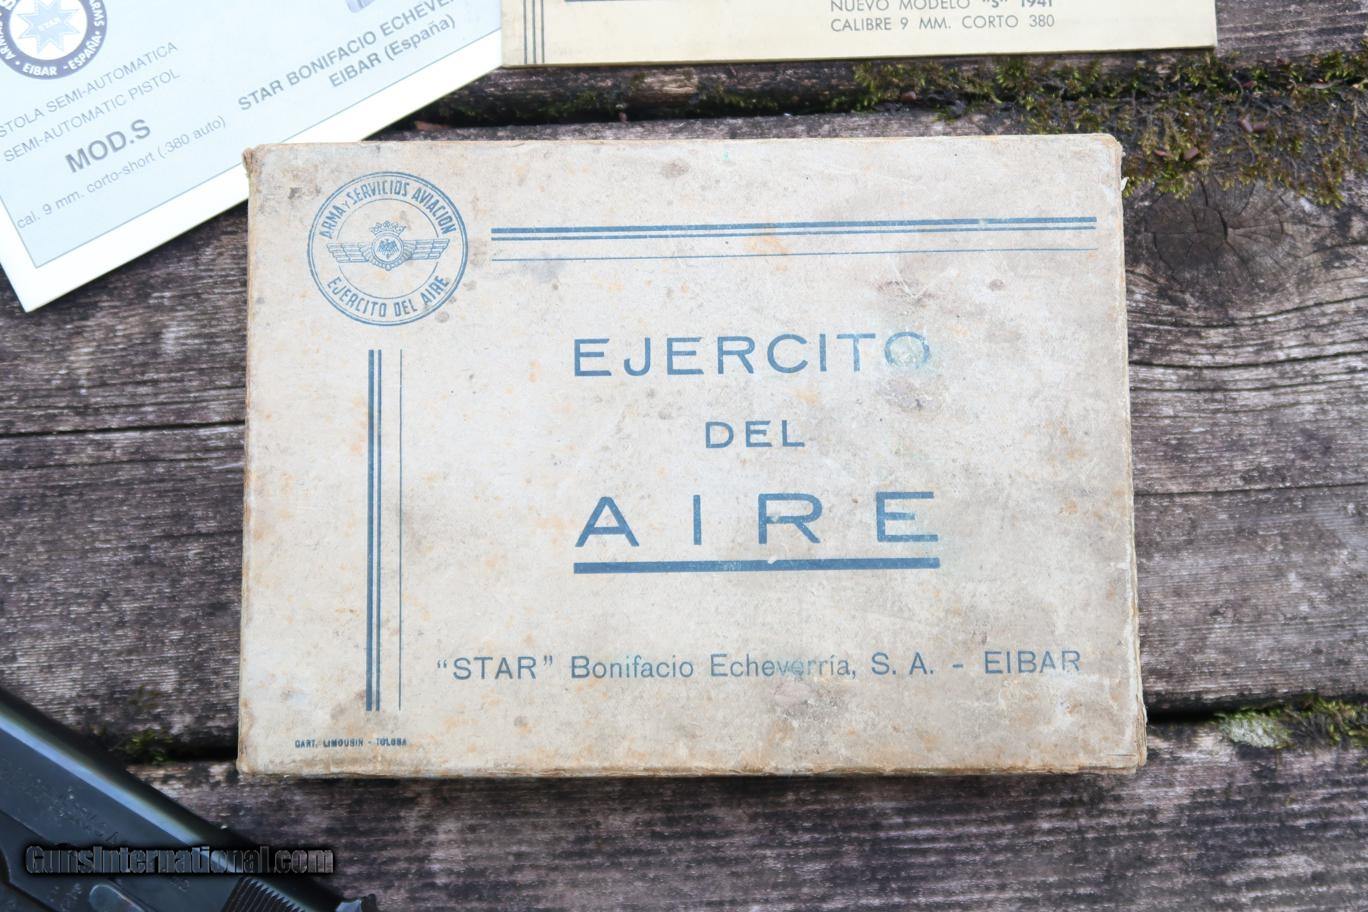 EIBAR - ESPAÑA
STOLA SEMI-AUTOMATICA
SEMI-AUTOMATIC PISTOL
MOD.S
cal. 9 mm. corto-short (.380 auto)
STAR BONIFACIO ECHEVE
EIBAR (España)
NUEVO MODELO "S" 1941
CALIBRE 9 MM. CORTO 380
ARMA Y SERVICIOS AVIACION
EJERCITO DEL AIRE
EJERCITO
DEL
AIRE
"STAR" Bonifacio Echeverría, S. A. - EIBAR
CART. LIMOUSIN - TOLOSA
GunsInternational.com